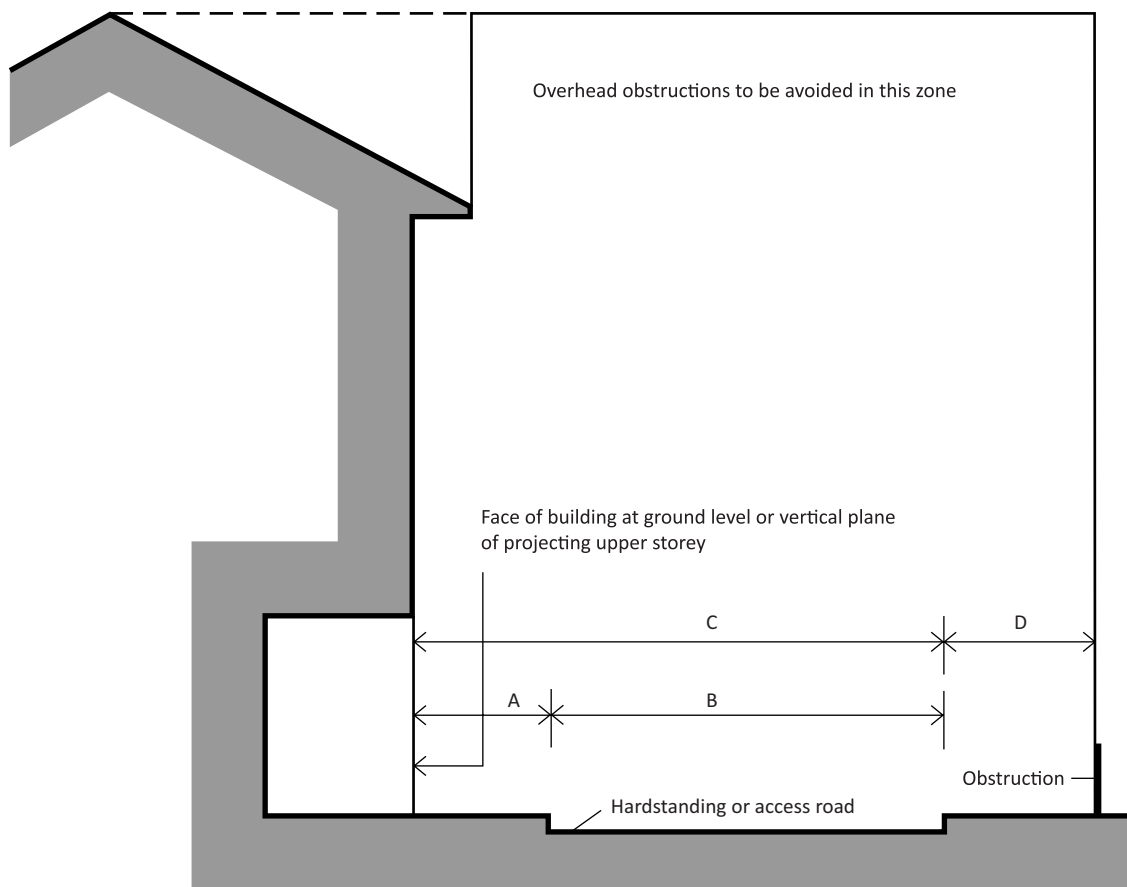 Overhead obstructions to be avoided in this zone
Face of building at ground level or vertical plane
of projecting upper storey
C
D
A
B
Obstruction
Hardstanding or access road